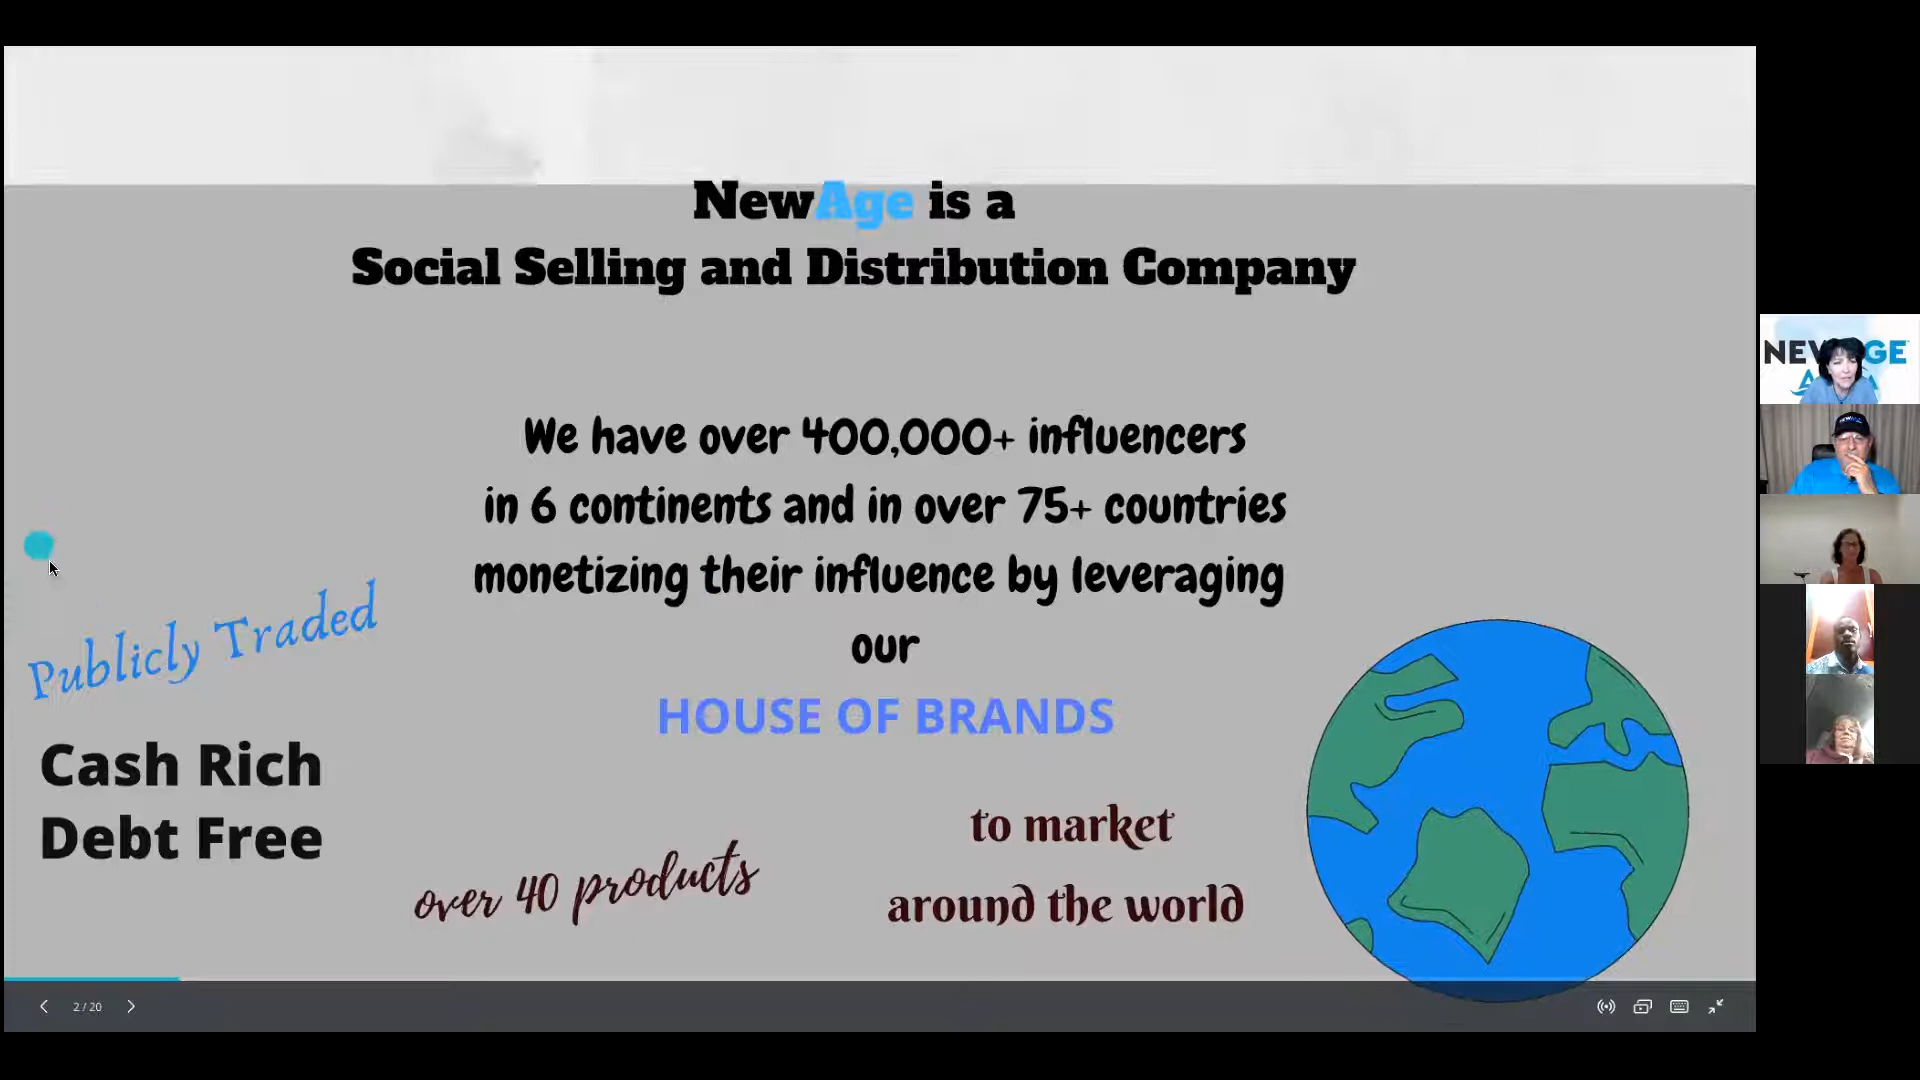 NewAge is a
Social Selling and Distribution Company
We have over 400,000+ influencers
in 6 continents and in over 75+ countries
monetizing their influence by leveraging
our
HOUSE OF BRANDS
Publicly Traded
Cash Rich
Debt Free
over 40 products
to market
around the world
2 / 20